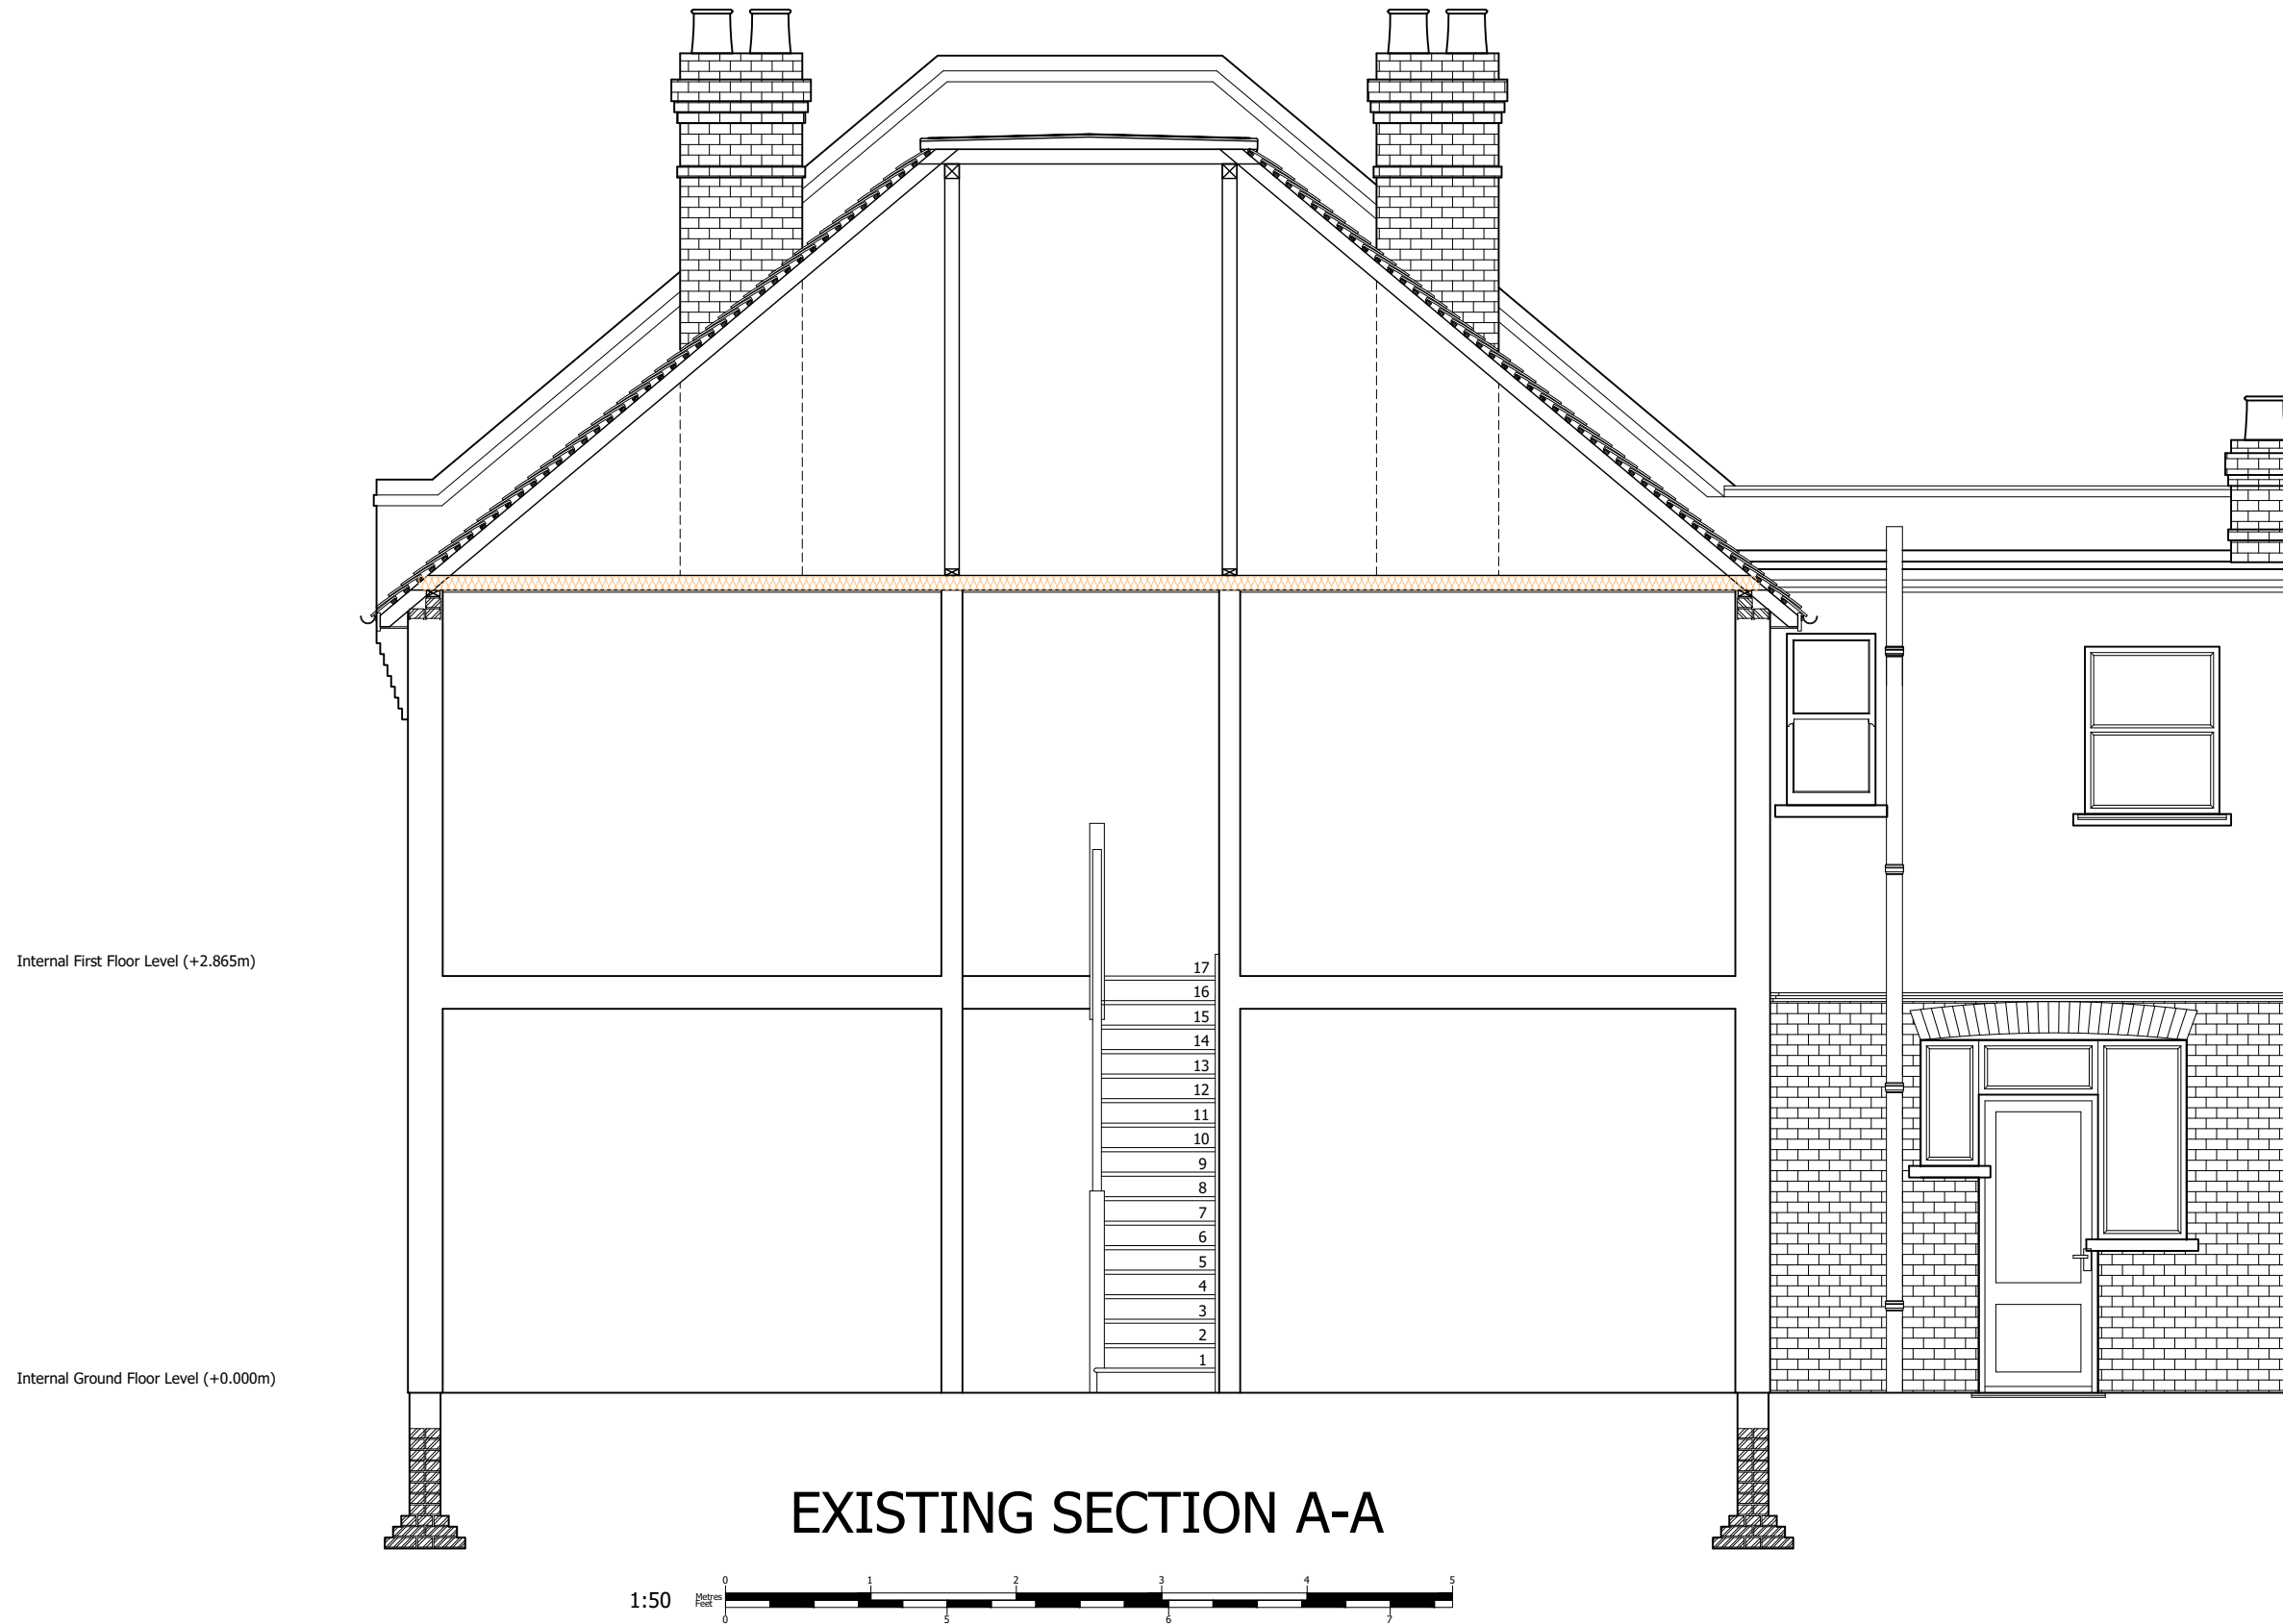 Internal First Floor Level (+2.865m)
17
16
15
14
13
12
11
10
9
8
7
6
5
4
3
2
1
Internal Ground Floor Level (+0.000m)
EXISTING SECTION A-A
1:50
Metres
0 1 2 3 4 5
Feet
0 5 6 7